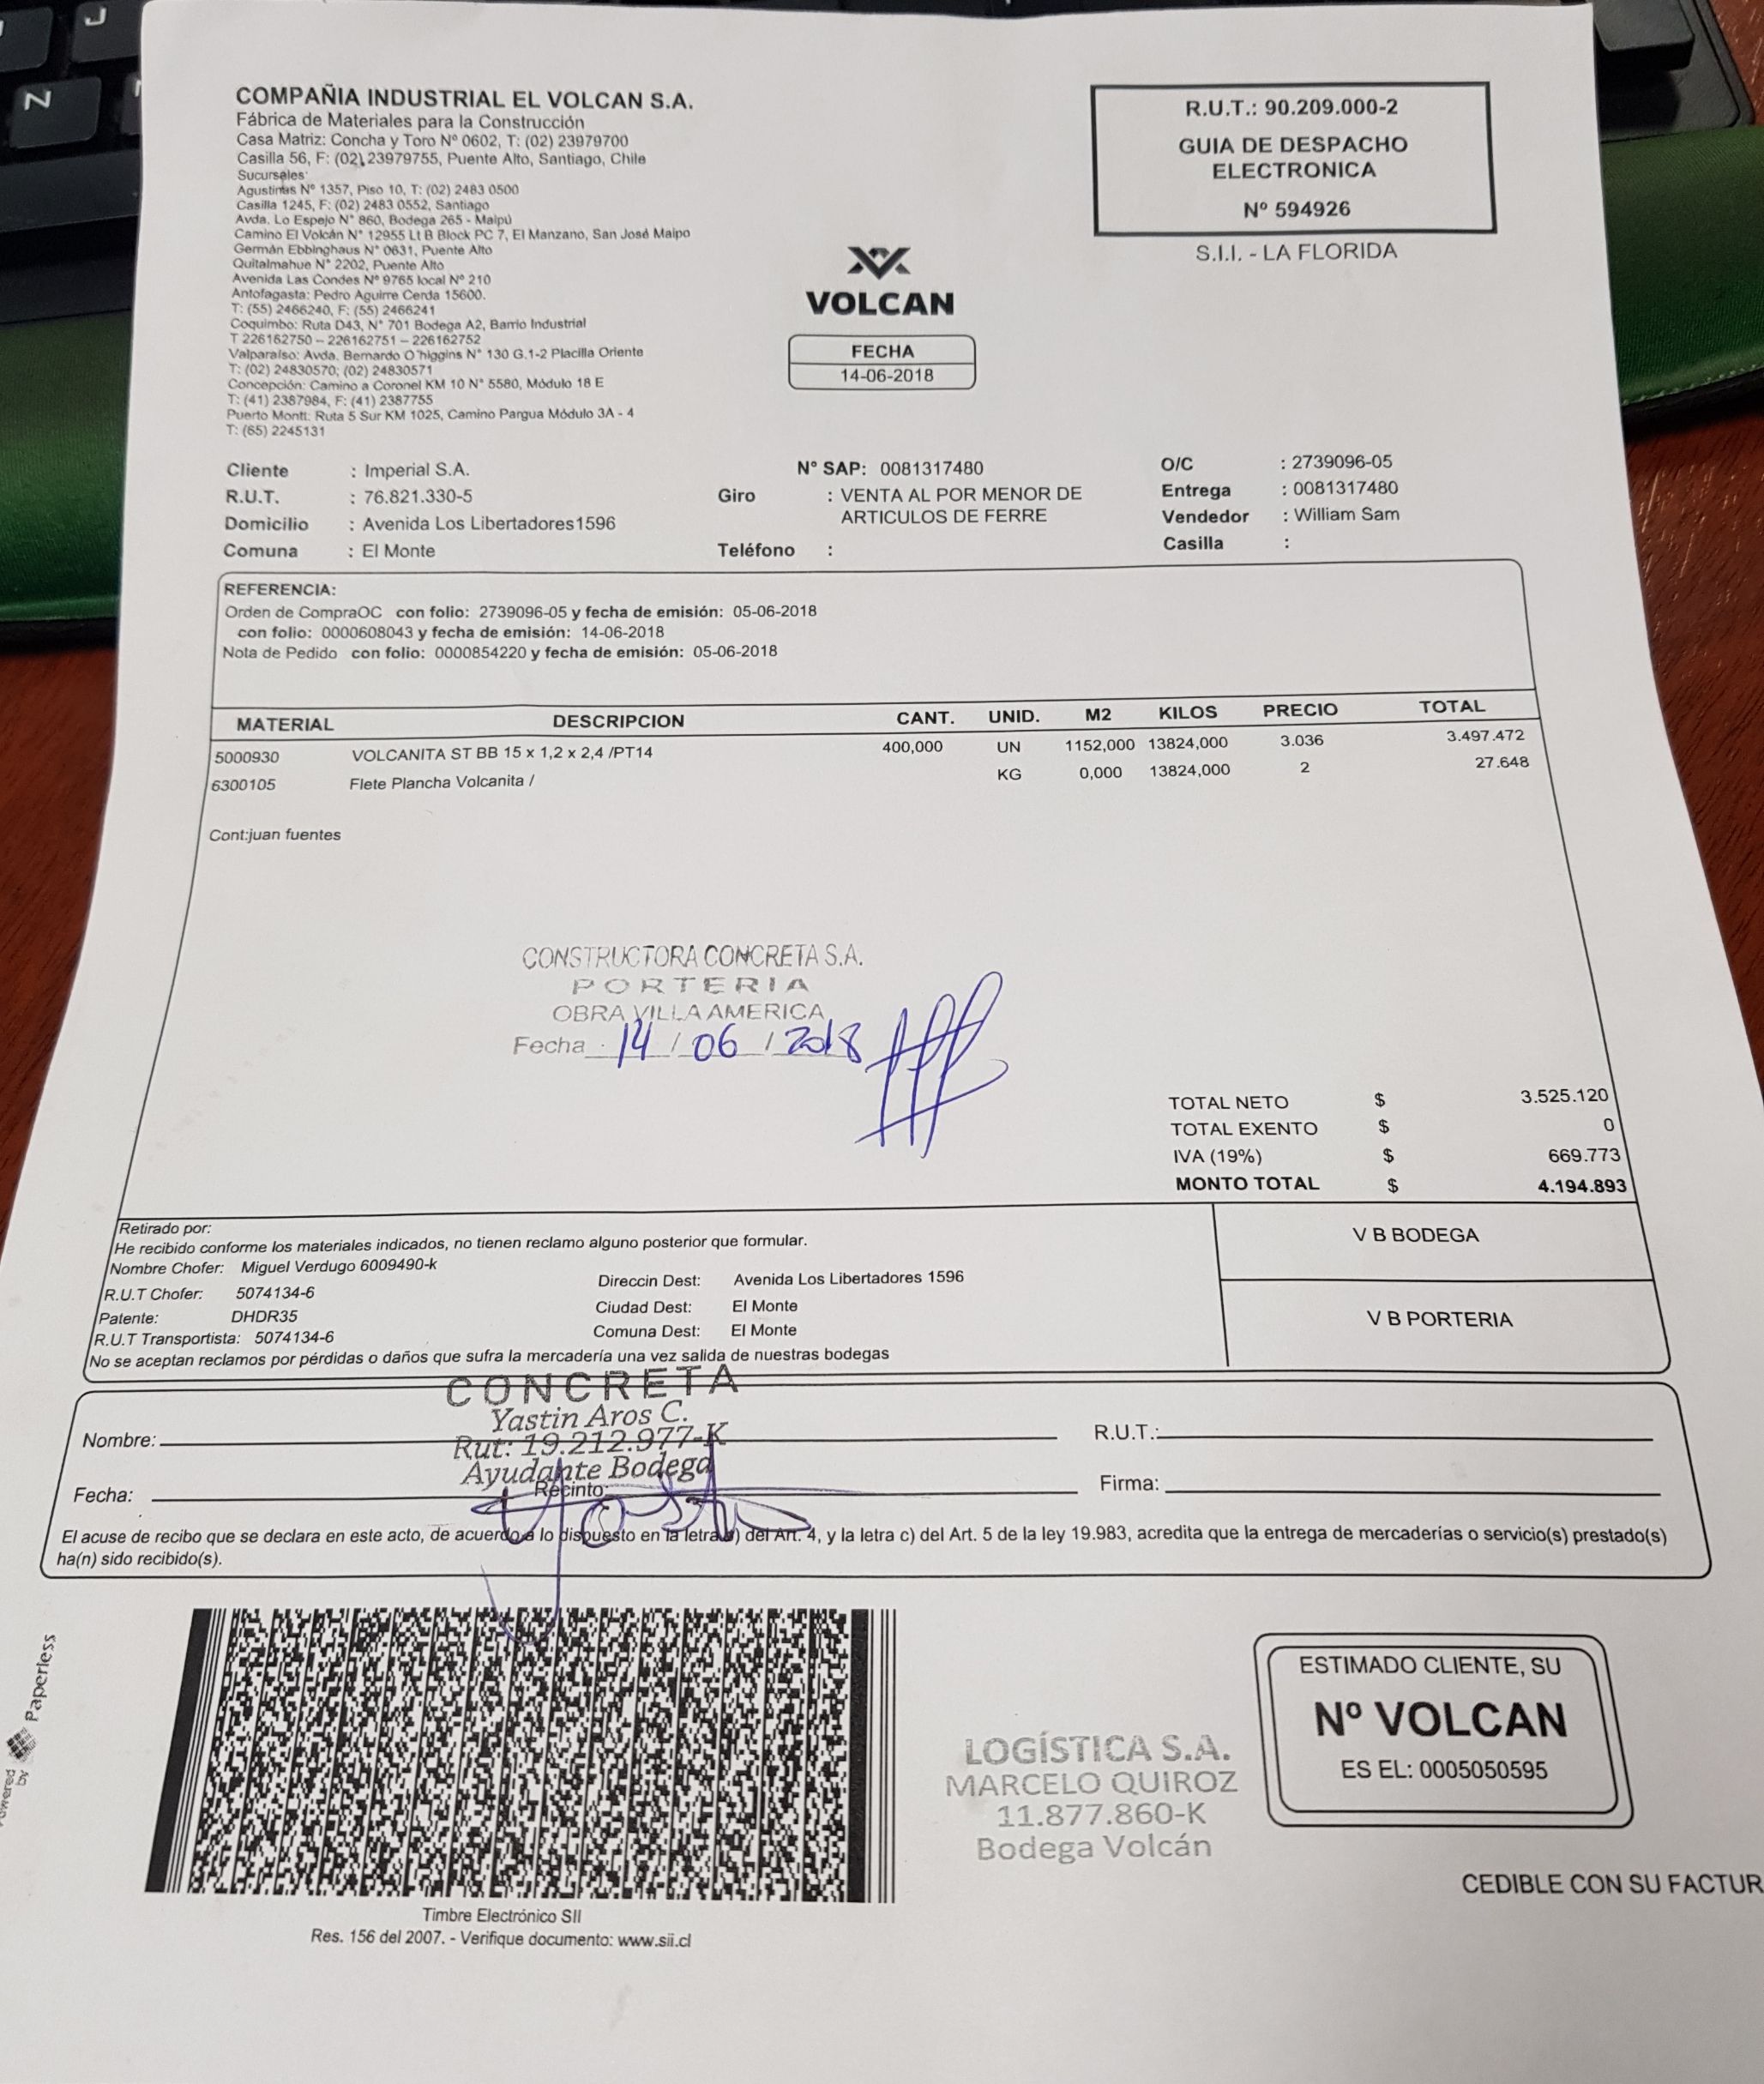 COMPAÑIA INDUSTRIAL EL VOLCAN S.A.
Fábrica de Materiales para la Construcción
Casa Matriz: Concha y Toro Nº 0602, T: (02) 23979700
Casilla 56, F: (02) 23979755, Puente Alto, Santiago, Chile
Sucursales
Agustinas Nº 1357, Piso 10, T: (02) 2483 0500
Casilla 1245, F: (02) 2483 0552, Santiago
Avda. Lo Espejo N° 860, Bodega 265 - Maipú
Camino El Volcán N° 12955 Lt B Block PC 7, El Manzano, San José Maipo
Germán Ebbinghaus N° 0631, Puente Alto
Quitalmahue N° 2202, Puente Alto
Avenida Las Condes Nº 9765 local Nº 210
Antofagasta: Pedro Aguirre Cerda 15600.
T: (55) 2466240, F: (55) 2466241
Coquimbo: Ruta D43, N° 701 Bodega A2, Barrio Industrial
T 226162750 – 226162751 – 226162752
Valparaíso: Avda. Bernardo O´higgins N° 130 G.1-2 Placilla Oriente
T: (02) 24830570; (02) 24830571
Concepción: Camino a Coronel KM 10 N° 5580, Módulo 18 E
T: (41) 2387984, F: (41) 2387755
Puerto Montt: Ruta 5 Sur KM 1025, Camino Pargua Módulo 3A - 4
T: (65) 2245131
R.U.T.: 90.209.000-2
GUIA DE DESPACHO
ELECTRONICA
Nº 594926
S.I.I. - LA FLORIDA
VOLCAN
FECHA
14-06-2018
Cliente : Imperial S.A.
R.U.T. : 76.821.330-5
Domicilio : Avenida Los Libertadores1596
Comuna : El Monte
N° SAP: 0081317480
Giro : VENTA AL POR MENOR DE
ARTICULOS DE FERRE
Teléfono :
O/C : 2739096-05
Entrega : 0081317480
Vendedor : William Sam
Casilla :
REFERENCIA:
Orden de CompraOC con folio: 2739096-05 y fecha de emisión: 05-06-2018
con folio: 0000608043 y fecha de emisión: 14-06-2018
Nota de Pedido con folio: 0000854220 y fecha de emisión: 05-06-2018
MATERIAL DESCRIPCION CANT. UNID. M2 KILOS PRECIO TOTAL
5000930 VOLCANITA ST BB 15 x 1,2 x 2,4 /PT14 400,000 UN 1152,000 13824,000 3.036 3.497.472
6300105 Flete Plancha Volcanita / KG 0,000 13824,000 2 27.648
Cont:juan fuentes
CONSTRUCTORA CONCRETA S.A.
PORTERIA
OBRA VILLA AMERICA
Fecha 14 / 06 / 2018
TOTAL NETO $ 3.525.120
TOTAL EXENTO $ 0
IVA (19%) $ 669.773
MONTO TOTAL $ 4.194.893
Retirado por:
He recibido conforme los materiales indicados, no tienen reclamo alguno posterior que formular.
Nombre Chofer: Miguel Verdugo 6009490-k
R.U.T Chofer: 5074134-6
Patente: DHDR35
R.U.T Transportista: 5074134-6
Direccin Dest: Avenida Los Libertadores 1596
Ciudad Dest: El Monte
Comuna Dest: El Monte
No se aceptan reclamos por pérdidas o daños que sufra la mercadería una vez salida de nuestras bodegas
V B BODEGA
V B PORTERIA
CONCRETA
Yastin Aros C.
Rut: 19.212.977-K
Ayudante Bodega
Nombre: R.U.T.:
Fecha: Recinto: Firma:
El acuse de recibo que se declara en este acto, de acuerdo a lo dispuesto en la letra b) del Art. 4, y la letra c) del Art. 5 de la ley 19.983, acredita que la entrega de mercaderías o servicio(s) prestado(s)
ha(n) sido recibido(s).
Powered by Paperless
Timbre Electrónico SII
Res. 156 del 2007. - Verifique documento: www.sii.cl
LOGÍSTICA S.A.
MARCELO QUIROZ
11.877.860-K
Bodega Volcán
ESTIMADO CLIENTE, SU
Nº VOLCAN
ES EL: 0005050595
CEDIBLE CON SU FACTUR
J
N